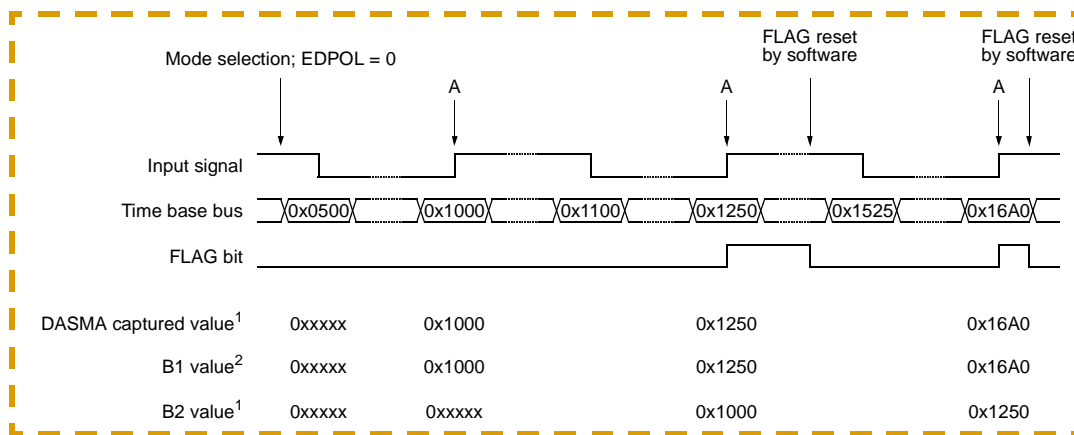 FLAG reset
by software
FLAG reset
by software
Mode selection; EDPOL = 0
A
A
A
Input signal
Time base bus
0x0500 0x1000 0x1100 0x1250 0x1525 0x16A0
FLAG bit
DASMA captured value1 0xxxxx 0x1000 0x1250 0x16A0
B1 value2 0xxxxx 0x1000 0x1250 0x16A0
B2 value1 0xxxxx 0xxxxx 0x1000 0x1250